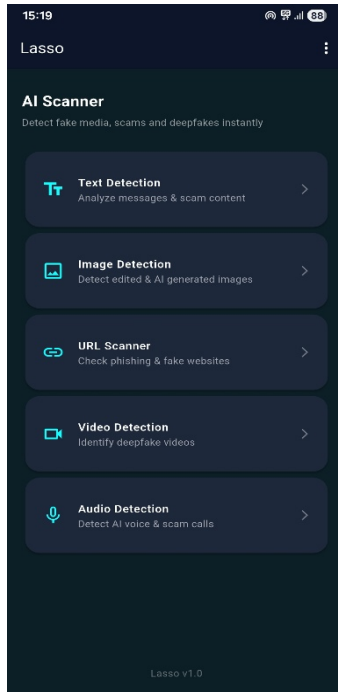 15:19 88
Lasso
AI Scanner
Detect fake media, scams and deepfakes instantly
Text Detection
Analyze messages & scam content
Image Detection
Detect edited & AI generated images
URL Scanner
Check phishing & fake websites
Video Detection
Identify deepfake videos
Audio Detection
Detect AI voice & scam calls
Lasso v1.0